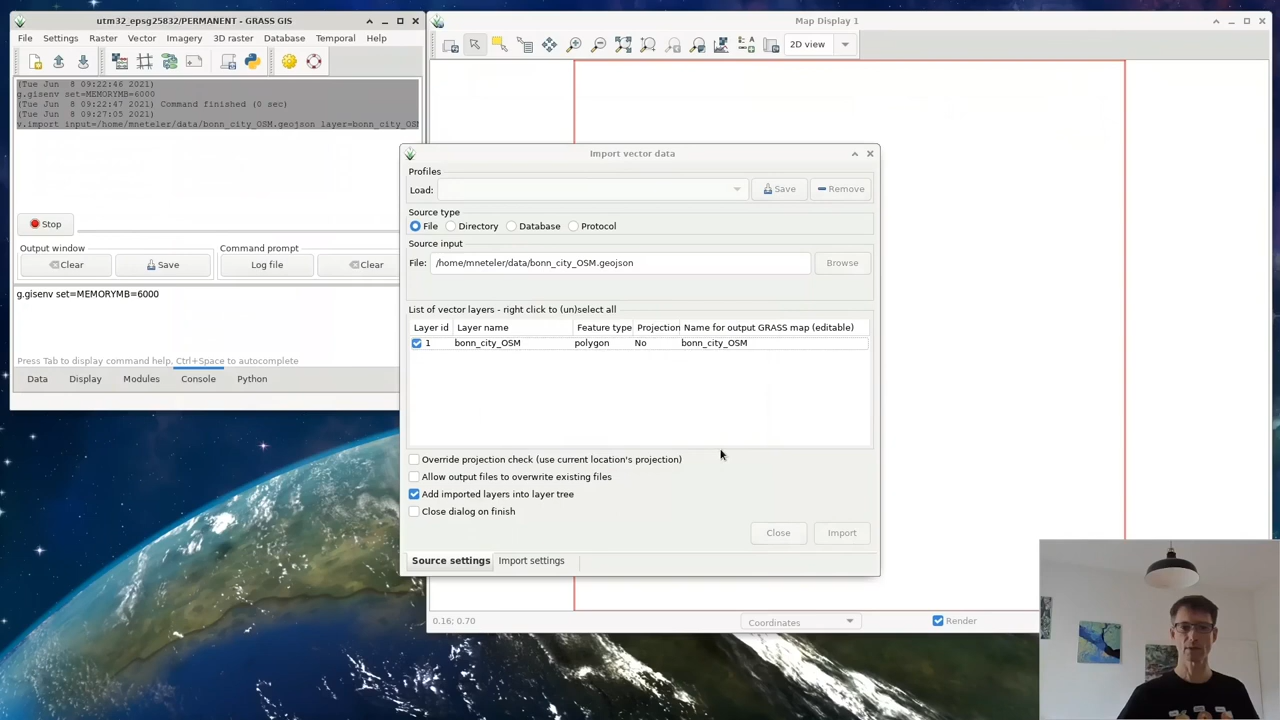 utm32_epsg25832/PERMANENT - GRASS GIS
File Settings Raster Vector Imagery 3D raster Database Temporal Help
(Tue Jun  8 09:22:46 2021)
g.gisenv set=MEMORYMB=6000
(Tue Jun  8 09:22:47 2021) Command finished (0 sec)
(Tue Jun  8 09:27:05 2021)
v.import input=/home/mneteler/data/bonn_city_OSM.geojson layer=bonn_city_OSM
Stop
Output window
Command prompt
Clear
Save
Log file
Clear
g.gisenv set=MEMORYMB=6000
Press Tab to display command help, Ctrl+Space to autocomplete
Data Display Modules Console Python
Map Display 1
2D view
Import vector data
Profiles
Load:
Save
Remove
Source type
File Directory Database Protocol
Source input
File: /home/mneteler/data/bonn_city_OSM.geojson
Browse
List of vector layers - right click to (un)select all
Layer id Layer name Feature type Projection Name for output GRASS map (editable)
1 bonn_city_OSM polygon No bonn_city_OSM
Override projection check (use current location's projection)
Allow output files to overwrite existing files
Add imported layers into layer tree
Close dialog on finish
Close
Import
Source settings Import settings
0.16; 0.70
Coordinates
Render